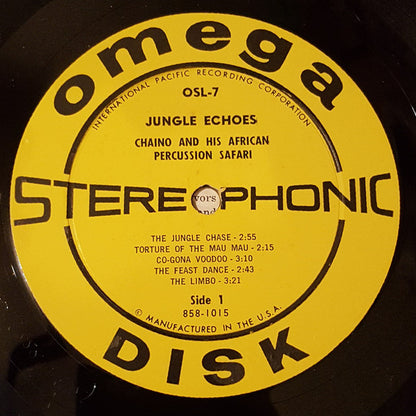 omega
INTERNATIONAL PACIFIC RECORDING CORPORATION
OSL-7
JUNGLE ECHOES
CHAINO AND HIS AFRICAN
PERCUSSION SAFARI
STEREOPHONIC
vors
and
THE JUNGLE CHASE - 2:55
TORTURE OF THE MAU MAU - 2:15
CO-GONA VOODOO - 3:10
THE FEAST DANCE - 2:43
THE LIMBO - 3:21
Side 1
858-1015
© MANUFACTURED IN THE U.S.A.
DISK